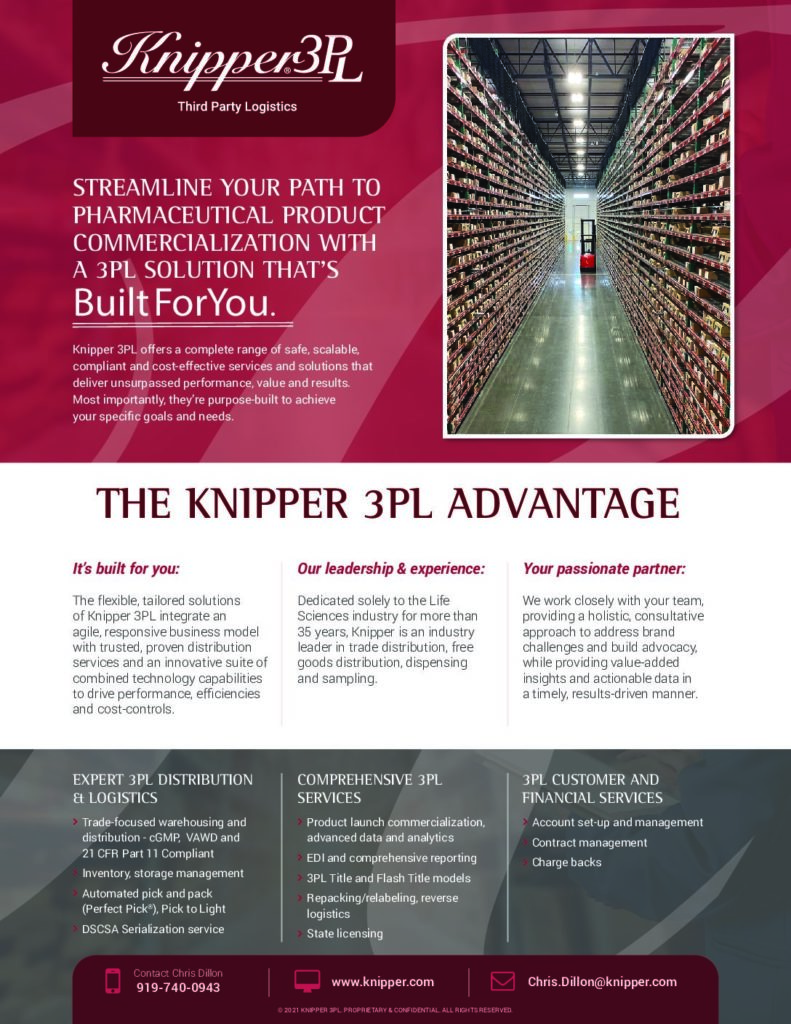 Knipper®3PL
Third Party Logistics
STREAMLINE YOUR PATH TO
PHARMACEUTICAL PRODUCT
COMMERCIALIZATION WITH
A 3PL SOLUTION THAT'S
Built For You.
Knipper 3PL offers a complete range of safe, scalable,
compliant and cost-effective services and solutions that
deliver unsurpassed performance, value and results.
Most importantly, they're purpose-built to achieve
your specific goals and needs.
THE KNIPPER 3PL ADVANTAGE
It's built for you:
The flexible, tailored solutions
of Knipper 3PL integrate an
agile, responsive business model
with trusted, proven distribution
services and an innovative suite of
combined technology capabilities
to drive performance, efficiencies
and cost-controls.
Our leadership & experience:
Dedicated solely to the Life
Sciences industry for more than
35 years, Knipper is an industry
leader in trade distribution, free
goods distribution, dispensing
and sampling.
Your passionate partner:
We work closely with your team,
providing a holistic, consultative
approach to address brand
challenges and build advocacy,
while providing value-added
insights and actionable data in
a timely, results-driven manner.
EXPERT 3PL DISTRIBUTION
& LOGISTICS
Trade-focused warehousing and
distribution - cGMP, VAWD and
21 CFR Part 11 Compliant
Inventory, storage management
Automated pick and pack
(Perfect Pick®), Pick to Light
DSCSA Serialization service
COMPREHENSIVE 3PL
SERVICES
Product launch commercialization,
advanced data and analytics
EDI and comprehensive reporting
3PL Title and Flash Title models
Repacking/relabeling, reverse
logistics
State licensing
3PL CUSTOMER AND
FINANCIAL SERVICES
Account set-up and management
Contract management
Charge backs
Contact Chris Dillon
919-740-0943
www.knipper.com
Chris.Dillon@knipper.com
© 2021 KNIPPER 3PL. PROPRIETARY & CONFIDENTIAL. ALL RIGHTS RESERVED.